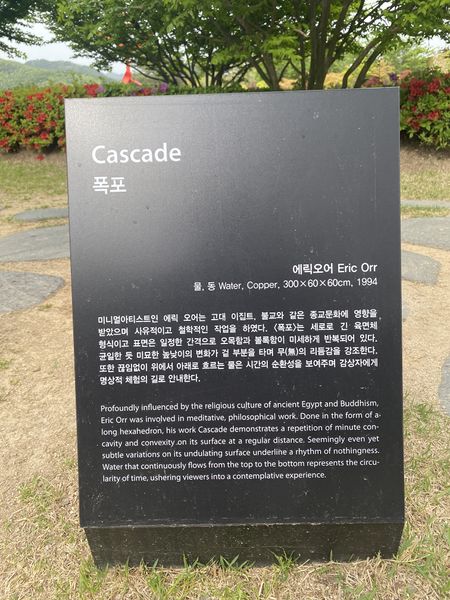 Cascade
폭포
에릭오어 Eric Orr
물, 동 Water, Copper, 300×60×60cm, 1994
미니멀아티스트인 에릭 오어는 고대 이집트, 불교와 같은 종교문화에 영향을
받았으며 사유적이고 철학적인 작업을 하였다. 〈폭포〉는 세로로 긴 육면체
형식이고 표면은 일정한 간격으로 오목함과 볼록함이 미세하게 반복되어 있다.
균일한 듯 미묘한 높낮이의 변화가 겉 부분을 타며 무(無)의 리듬감을 강조한다.
또한 끊임없이 위에서 아래로 흐르는 물은 시간의 순환성을 보여주며 감상자에게
명상적 체험의 길로 안내한다.
Profoundly influenced by the religious culture of ancient Egypt and Buddhism,
Eric Orr was involved in meditative, philosophical work. Done in the form of a
long hexahedron, his work Cascade demonstrates a repetition of minute con-
cavity and convexity on its surface at a regular distance. Seemingly even yet
subtle variations on its undulating surface underline a rhythm of nothingness.
Water that continuously flows from the top to the bottom represents the circu-
larity of time, ushering viewers into a contemplative experience.